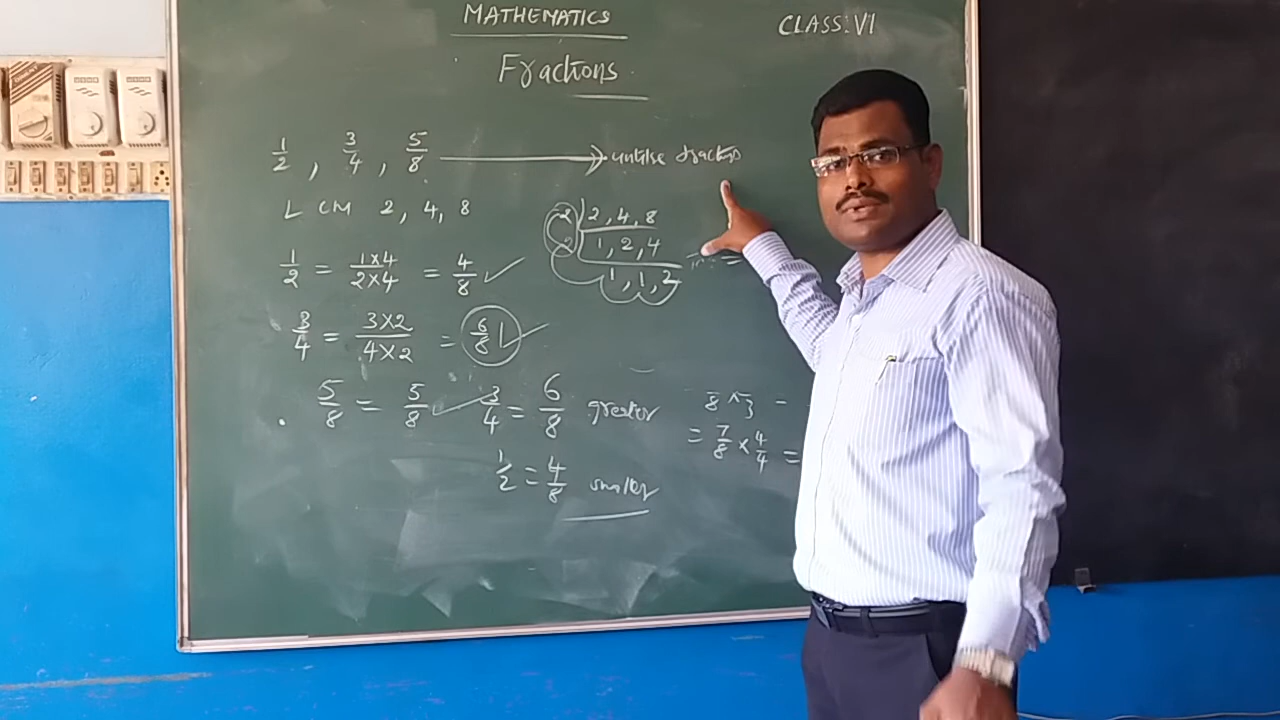 MATHEMATICS
CLASS: VI
Fractions
1/2 , 3/4 , 5/8 → unlike fractions
L CM 2, 4, 8
2 | 2, 4, 8
2 | 1, 2, 4
1, 1, 2
1/2 = 1×4/2×4 = 4/8 ✓
3/4 = 3×2/4×2 = 6/8 ✓
5/8 = 5/8 ✓
3/4 = 6/8 greater
1/2 = 4/8 smaller
= 7/8 × 4/4 =